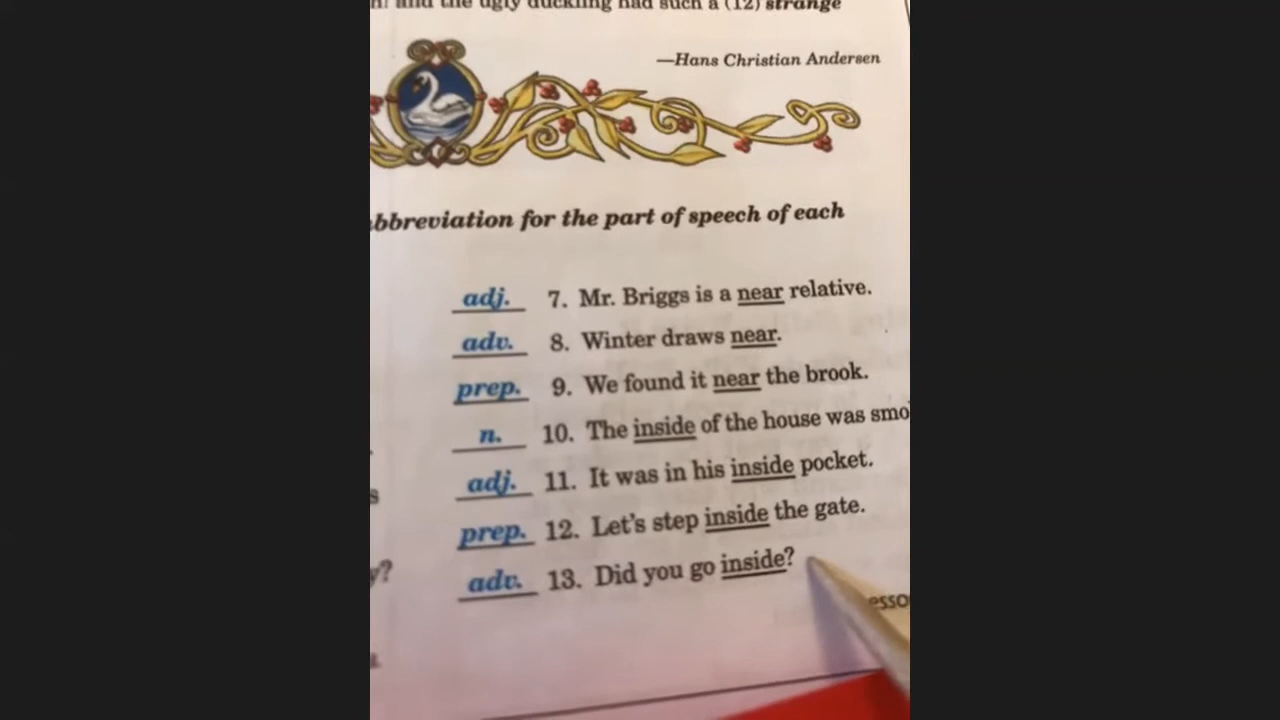 and the ugly duckling had such a (12) strange
—Hans Christian Andersen
abbreviation for the part of speech of each
adj. 7. Mr. Briggs is a near relative.
adv. 8. Winter draws near.
prep. 9. We found it near the brook.
n. 10. The inside of the house was smo
adj. 11. It was in his inside pocket.
prep. 12. Let's step inside the gate.
adv. 13. Did you go inside?
esso